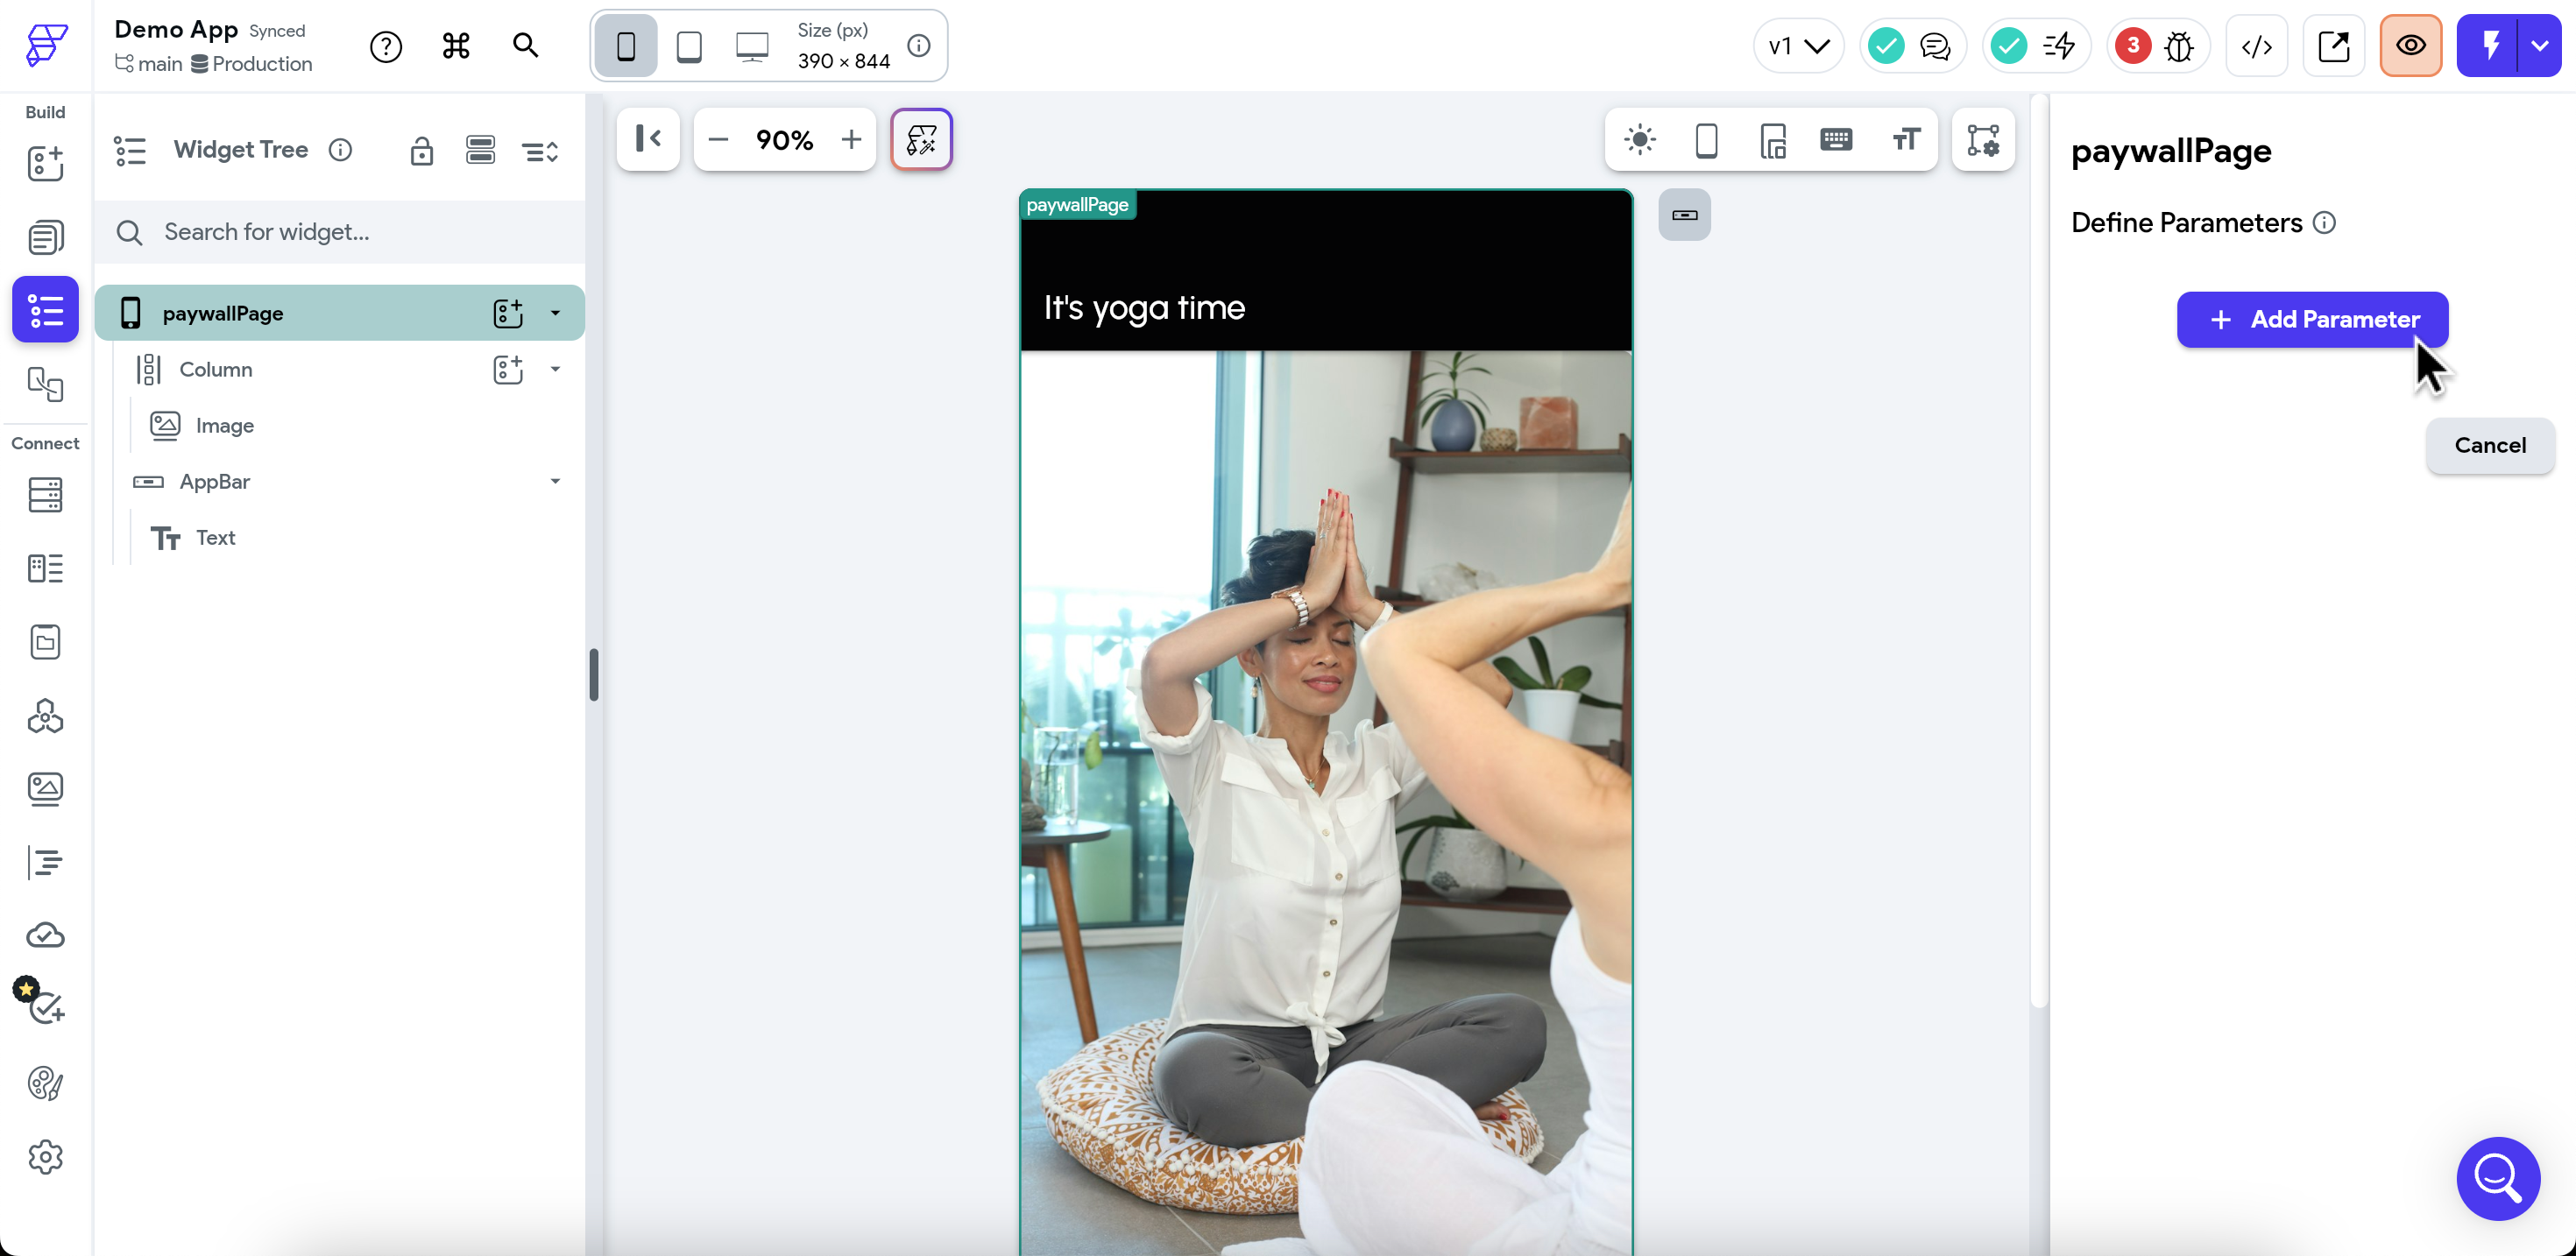 Demo App Synced
main Production
Size (px)
390 × 844
v1
3
Build
Connect
Widget Tree
Search for widget...
paywallPage
Column
Image
AppBar
Text
90%
paywallPage
It's yoga time
paywallPage
Define Parameters
+ Add Parameter
Cancel